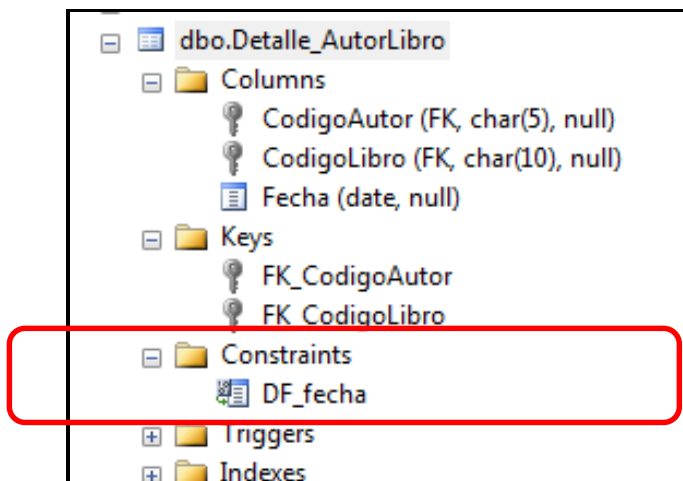 dbo.Detalle_AutorLibro
Columns
CodigoAutor (FK, char(5), null)
CodigoLibro (FK, char(10), null)
Fecha (date, null)
Keys
FK_CodigoAutor
FK_CodigoLibro
Constraints
DF_fecha
Triggers
Indexes